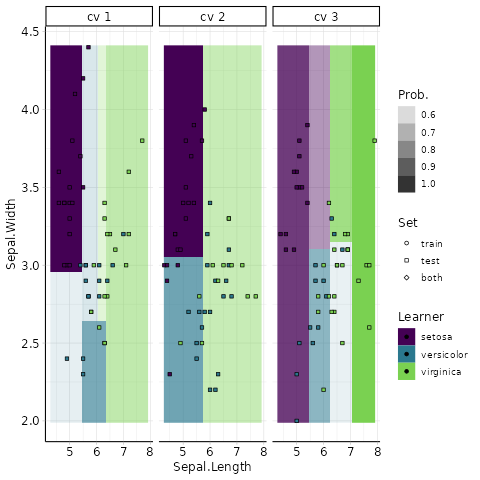 cv 1
cv 2
cv 3
4.5
4.0
3.5
3.0
2.5
2.0
Sepal.Width
5 6 7 8
5 6 7 8
5 6 7 8
Sepal.Length
Prob.
0.6
0.7
0.8
0.9
1.0
Set
train
test
both
Learner
setosa
versicolor
virginica